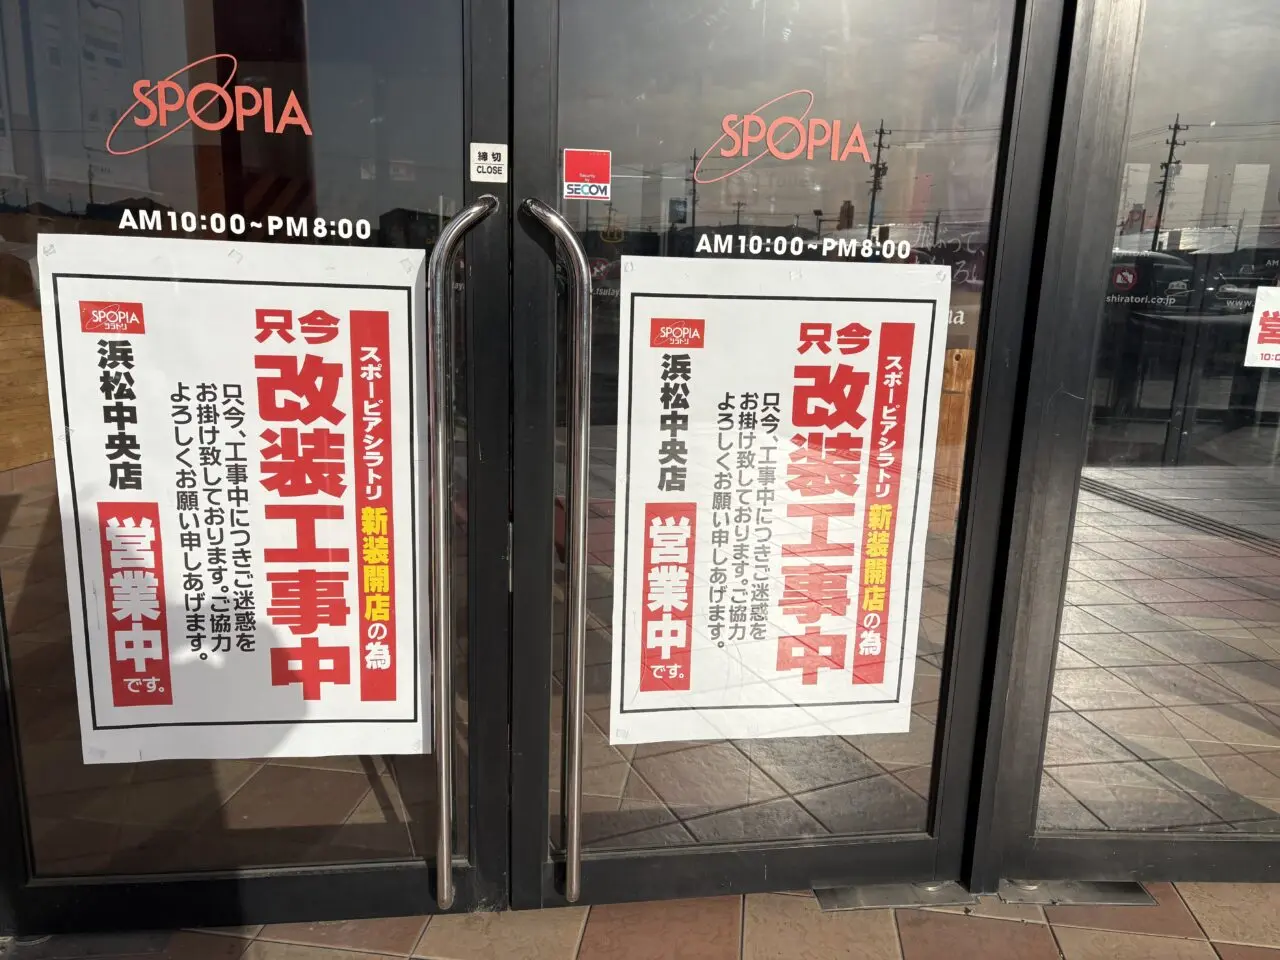 SPOPIA
AM10:00~PM8:00
締切
CLOSE
スポーピアシラトリ 新装開店の為
只今
改装工事中
只今、工事中につきご迷惑を
お掛け致しております。ご協力
よろしくお願い申しあげます。
SPOPIA
シラトリ
浜松中央店
営業中です。
Security
by
SECOM
SPOPIA
AM10:00~PM8:00
スポーピアシラトリ 新装開店の為
只今
改装工事中
只今、工事中につきご迷惑を
お掛け致しております。ご協力
よろしくお願い申しあげます。
SPOPIA
シラトリ
浜松中央店
営業中です。
shiratori.co.jp
www.
AM
営
10:0